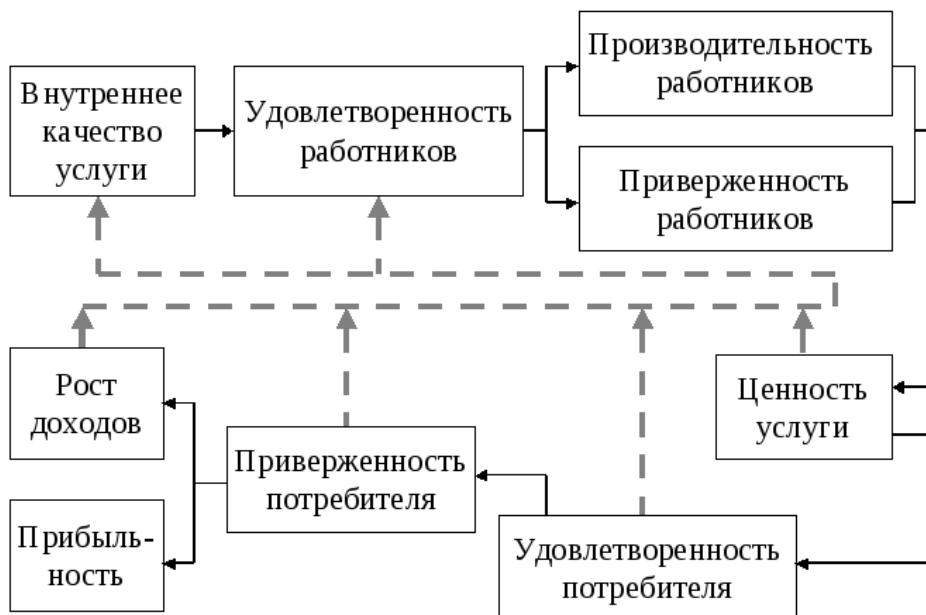 Внутреннее
качество
услуги
Удовлетворенность
работников
Производительность
работников
Приверженность
работников
Рост
доходов
Прибыль-
ность
Приверженность
потребителя
Удовлетворенность
потребителя
Ценность
услуги